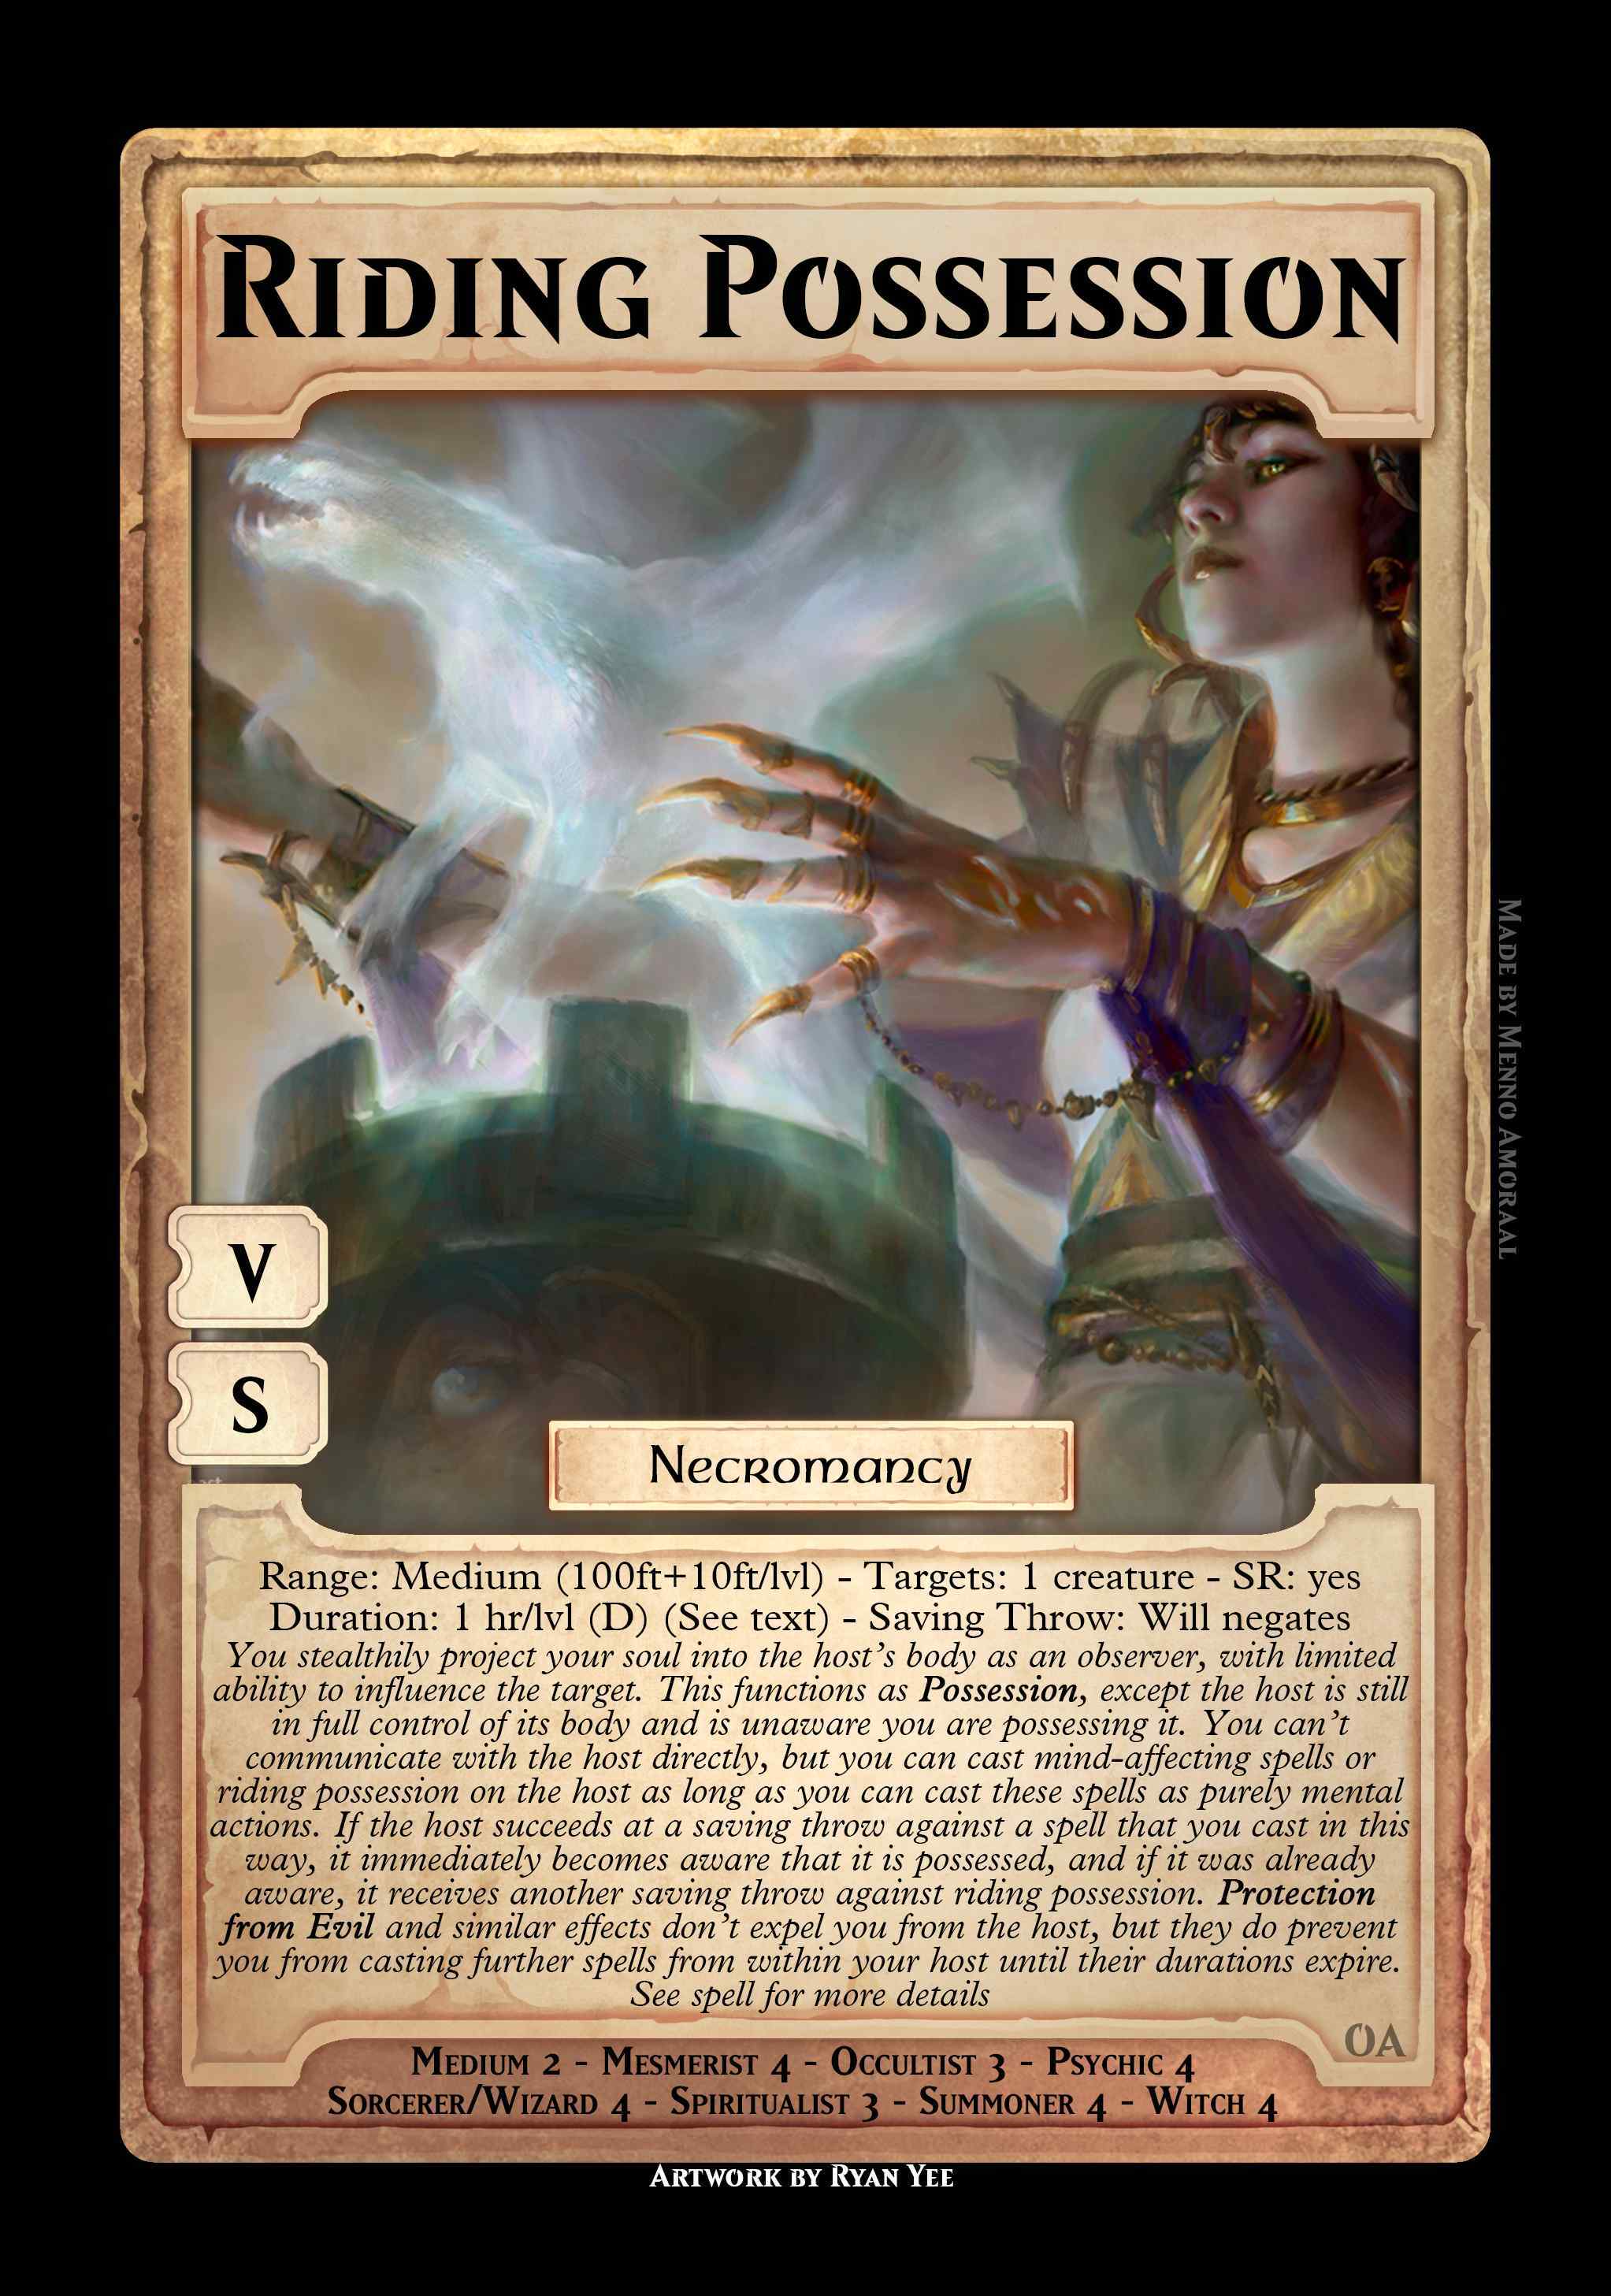 Riding Possession
V
S
Necromancy
Range: Medium (100ft+10ft/lvl) - Targets: 1 creature - SR: yes
Duration: 1 hr/lvl (D) (See text) - Saving Throw: Will negates
You stealthily project your soul into the host's body as an observer, with limited
ability to influence the target. This functions as Possession, except the host is still
in full control of its body and is unaware you are possessing it. You can't
communicate with the host directly, but you can cast mind-affecting spells or
riding possession on the host as long as you can cast these spells as purely mental
actions. If the host succeeds at a saving throw against a spell that you cast in this
way, it immediately becomes aware that it is possessed, and if it was already
aware, it receives another saving throw against riding possession. Protection
from Evil and similar effects don't expel you from the host, but they do prevent
you from casting further spells from within your host until their durations expire.
See spell for more details
OA
Medium 2 - Mesmerist 4 - Occultist 3 - Psychic 4
Sorcerer/Wizard 4 - Spiritualist 3 - Summoner 4 - Witch 4
Artwork by Ryan Yee
Made by Menno Amoraal